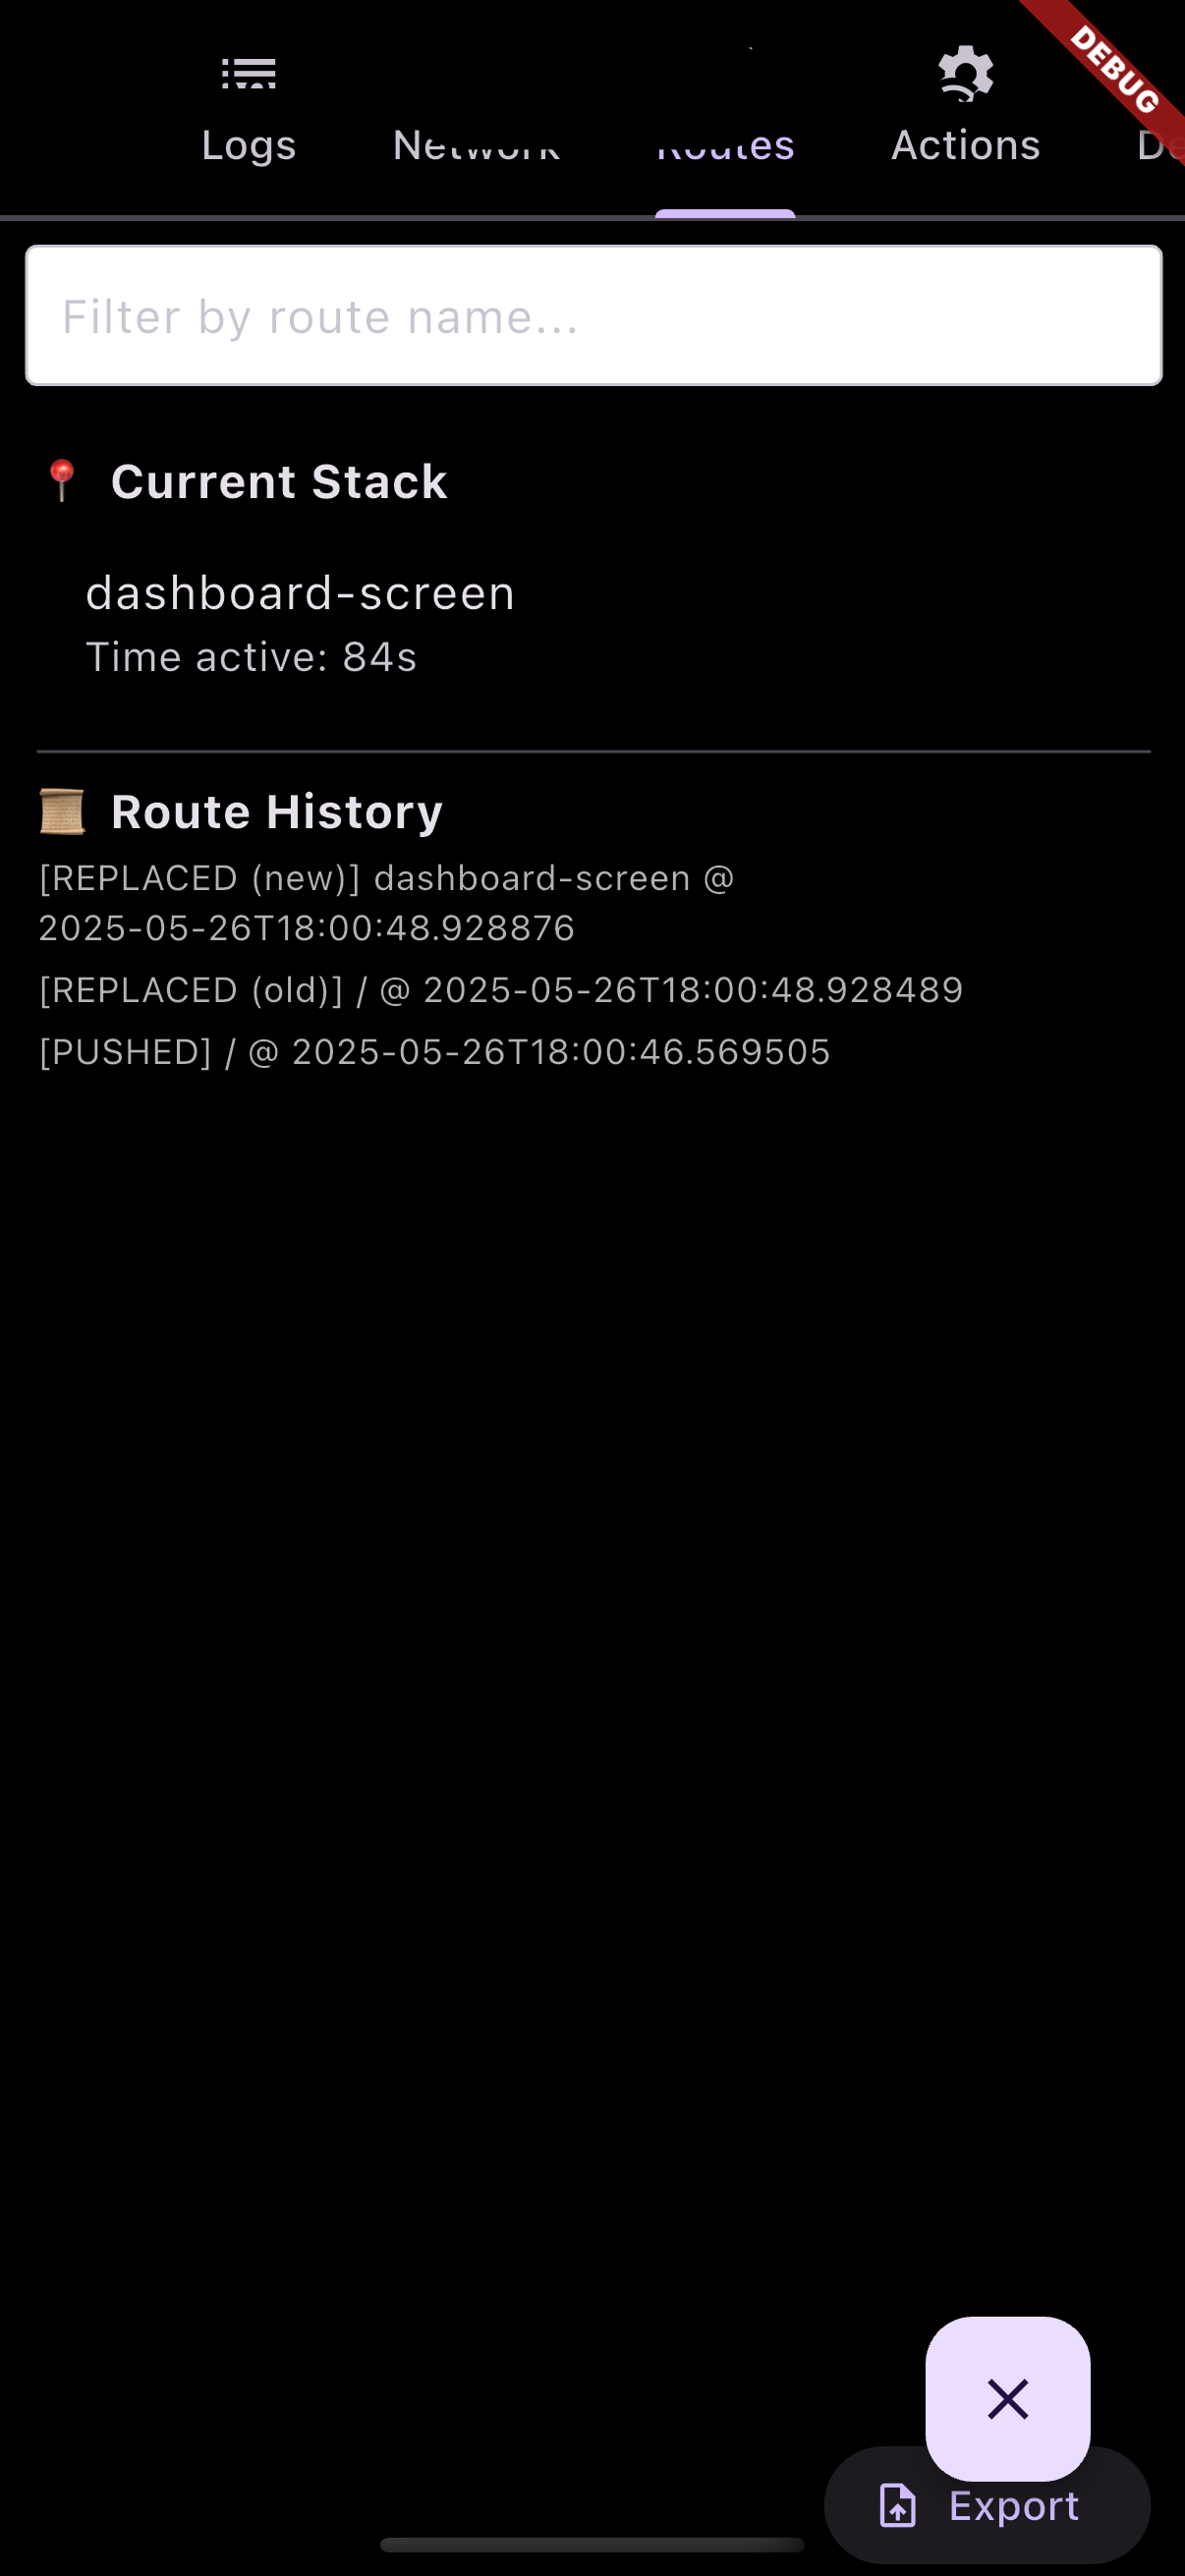 DEBUG
Logs Network Routes Actions De
Filter by route name...
Current Stack
dashboard-screen
Time active: 84s
Route History
[REPLACED (new)] dashboard-screen @
2025-05-26T18:00:48.928876
[REPLACED (old)] / @ 2025-05-26T18:00:48.928489
[PUSHED] / @ 2025-05-26T18:00:46.569505
Export